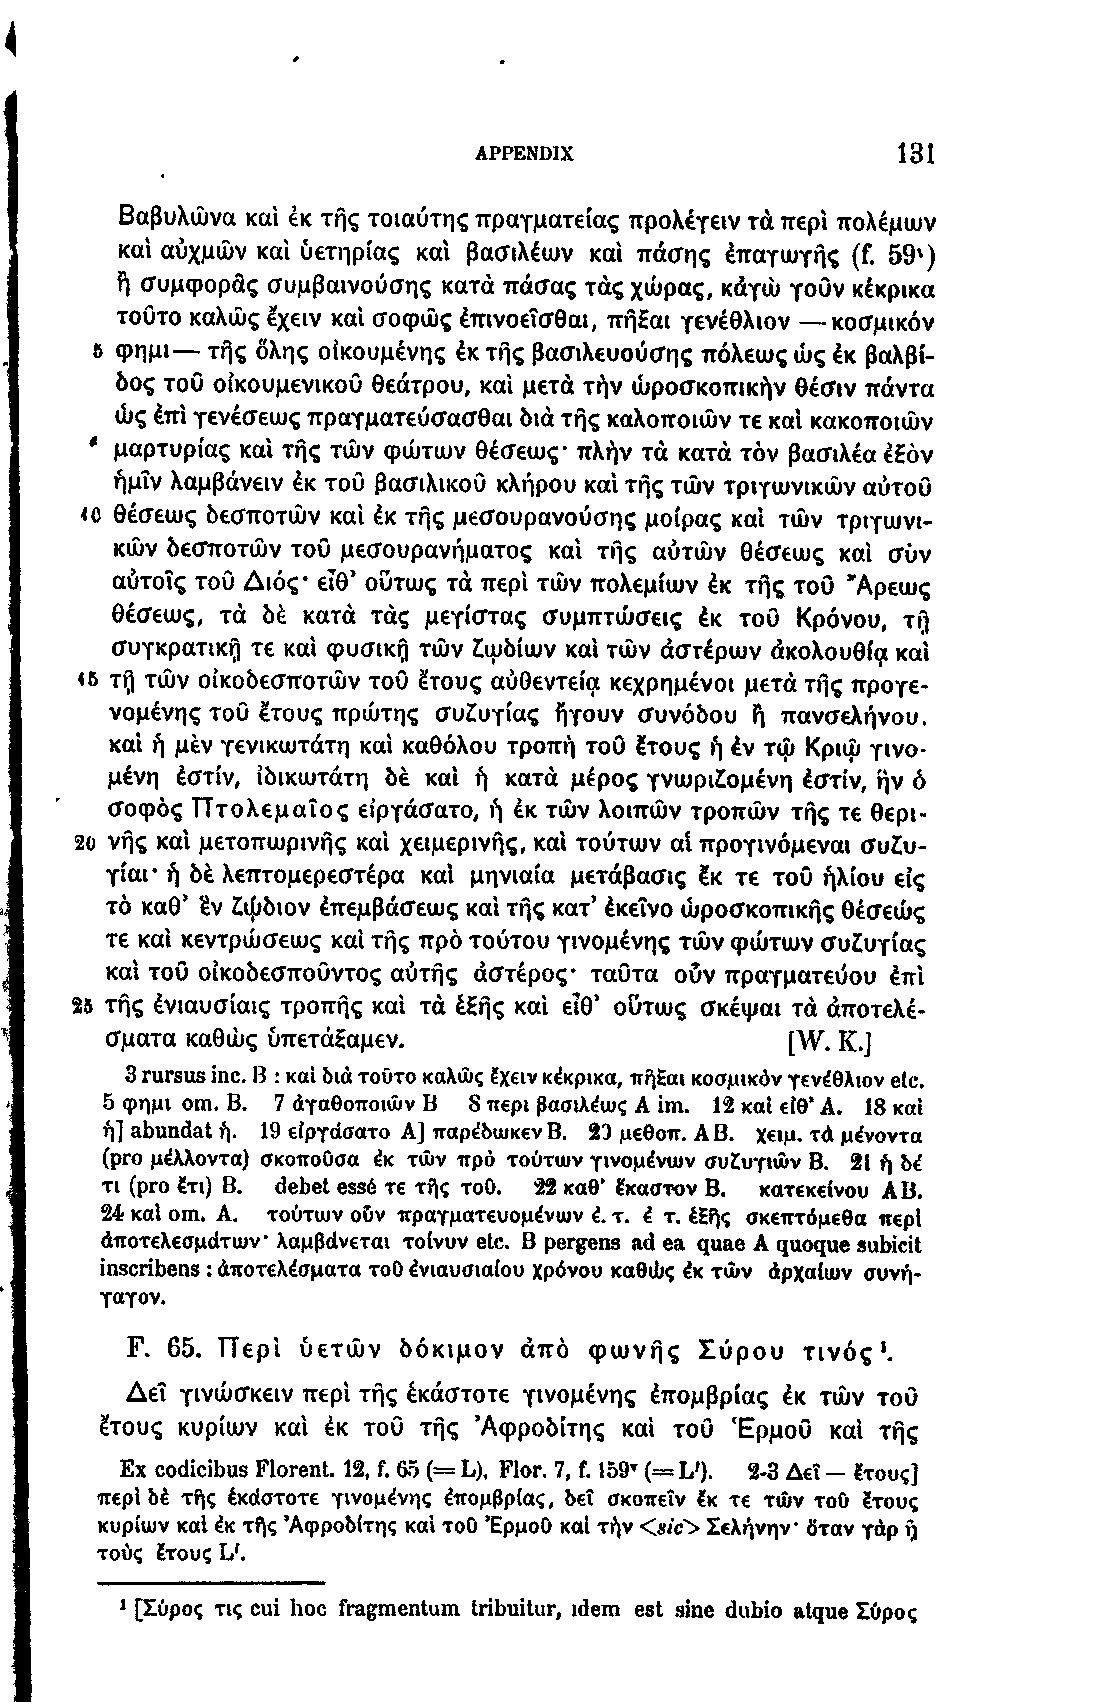 APPENDIX 131
Βαβυλῶνα καὶ ἐκ τῆς τοιαύτης πραγματείας προλέγειν τὰ περὶ πολέμων
καὶ αὐχμῶν καὶ ὑετηρίας καὶ βασιλέων καὶ πάσης ἐπαγωγῆς (f. 59ᵛ)
ἢ συμφορᾶς συμβαινούσης κατὰ πάσας τὰς χώρας, κἀγὼ γοῦν κέκρικα
τοῦτο καλῶς ἔχειν καὶ σοφῶς ἐπινοεῖσθαι, πῆξαι γενέθλιον — κοσμικόν
5 φημι — τῆς ὅλης οἰκουμένης ἐκ τῆς βασιλευούσης πόλεως ὡς ἐκ βαλβί-
δος τοῦ οἰκουμενικοῦ θεάτρου, καὶ μετὰ τὴν ὡροσκοπικὴν θέσιν πάντα
ὡς ἐπὶ γενέσεως πραγματεύσασθαι διὰ τῆς καλοποιῶν τε καὶ κακοποιῶν
μαρτυρίας καὶ τῆς τῶν φώτων θέσεως· πλὴν τὰ κατὰ τὸν βασιλέα ἐξὸν
ἡμῖν λαμβάνειν ἐκ τοῦ βασιλικοῦ κλήρου καὶ τῆς τῶν τριγωνικῶν αὐτοῦ
10 θέσεως δεσποτῶν καὶ ἐκ τῆς μεσουρανούσης μοίρας καὶ τῶν τριγωνι-
κῶν δεσποτῶν τοῦ μεσουρανήματος καὶ τῆς αὐτῶν θέσεως καὶ σὺν
αὐτοῖς τοῦ Διός· εἶθ' οὕτως τὰ περὶ τῶν πολεμίων ἐκ τῆς τοῦ Ἄρεως
θέσεως, τὰ δὲ κατὰ τὰς μεγίστας συμπτώσεις ἐκ τοῦ Κρόνου, τῇ
συγκρατικῇ τε καὶ φυσικῇ τῶν ζῳδίων καὶ τῶν ἀστέρων ἀκολουθίᾳ καὶ
15 τῇ τῶν οἰκοδεσποτῶν τοῦ ἔτους αὐθεντείᾳ κεχρημένοι μετὰ τῆς προγε-
νομένης τοῦ ἔτους πρώτης συζυγίας ἤγουν συνόδου ἢ πανσελήνου.
καὶ ἡ μὲν γενικωτάτη καὶ καθόλου τροπὴ τοῦ ἔτους ἡ ἐν τῷ Κριῷ γινο-
μένη ἐστίν, ἰδικωτάτη δὲ καὶ ἡ κατὰ μέρος γνωριζομένη ἐστίν, ἣν ὁ
σοφὸς Πτολεμαῖος εἰργάσατο, ἡ ἐκ τῶν λοιπῶν τροπῶν τῆς τε θερι-
20 νῆς καὶ μετοπωρινῆς καὶ χειμερινῆς, καὶ τούτων αἱ προγινόμεναι συζυ-
γίαι· ἡ δὲ λεπτομερεστέρα καὶ μηνιαία μετάβασις ἔκ τε τοῦ ἡλίου εἰς
τὸ καθ' ἓν ζῴδιον ἐπεμβάσεως καὶ τῆς κατ' ἐκεῖνο ὡροσκοπικῆς θέσεώς
τε καὶ κεντρώσεως καὶ τῆς πρὸ τούτου γινομένης τῶν φώτων συζυγίας
καὶ τοῦ οἰκοδεσποῦντος αὐτῆς ἀστέρος· ταῦτα οὖν πραγματεύου ἐπὶ
25 τῆς ἐνιαυσίαις τροπῆς καὶ τὰ ἑξῆς καὶ εἶθ' οὕτως σκέψαι τὰ ἀποτελέ-
σματα καθὼς ὑπετάξαμεν. [W. K.]
3 rursus inc. B : καὶ διὰ τοῦτο καλῶς ἔχειν κέκρικα, πῆξαι κοσμικὸν γενέθλιον etc.
5 φημι om. B. 7 ἀγαθοποιῶν B 8 περι βασιλέως A im. 12 καὶ εἶθ' A. 18 καὶ
ἡ] abundat ἡ. 19 εἰργάσατο A] παρέδωκεν B. 20 μεθοπ. AB. χειμ. τὰ μένοντα
(pro μέλλοντα) σκοποῦσα ἐκ τῶν πρὸ τούτων γινομένων συζυγιῶν B. 21 ἡ δέ
τι (pro ἔτι) B. debet esse τε τῆς τοῦ. 22 καθ' ἕκαστον B. κατεκείνου AB.
24 καὶ om. A. τούτων οὖν πραγματευομένων ἐ. τ. ἐ τ. ἑξῆς σκεπτόμεθα περὶ
ἀποτελεσμάτων· λαμβάνεται τοίνυν etc. B pergens ad ea quae A quoque subicit
inscribens : ἀποτελέσματα τοῦ ἐνιαυσιαίου χρόνου καθὼς ἐκ τῶν ἀρχαίων συνή-
γαγον.
F. 65. Περὶ ὑετῶν δόκιμον ἀπὸ φωνῆς Σύρου τινός¹.
Δεῖ γινώσκειν περὶ τῆς ἑκάστοτε γινομένης ἐπομβρίας ἐκ τῶν τοῦ
ἔτους κυρίων καὶ ἐκ τοῦ τῆς Ἀφροδίτης καὶ τοῦ Ἑρμοῦ καὶ τῆς
Ex codicibus Florent. 12, f. 65 (= L), Flor. 7, f. 159ᵛ (= L'). 2-3 Δεῖ — ἔτους]
περὶ δὲ τῆς ἑκάστοτε γινομένης ἐπομβρίας, δεῖ σκοπεῖν ἔκ τε τῶν τοῦ ἔτους
κυρίων καὶ ἐκ τῆς Ἀφροδίτης καὶ τοῦ Ἑρμοῦ καὶ τὴν <sic> Σελήνην· ὅταν γὰρ ᾖ
τοὺς ἔτους L'.
¹ [Σύρος τις cui hoc fragmentum tribuitur, idem est sine dubio atque Σύρος